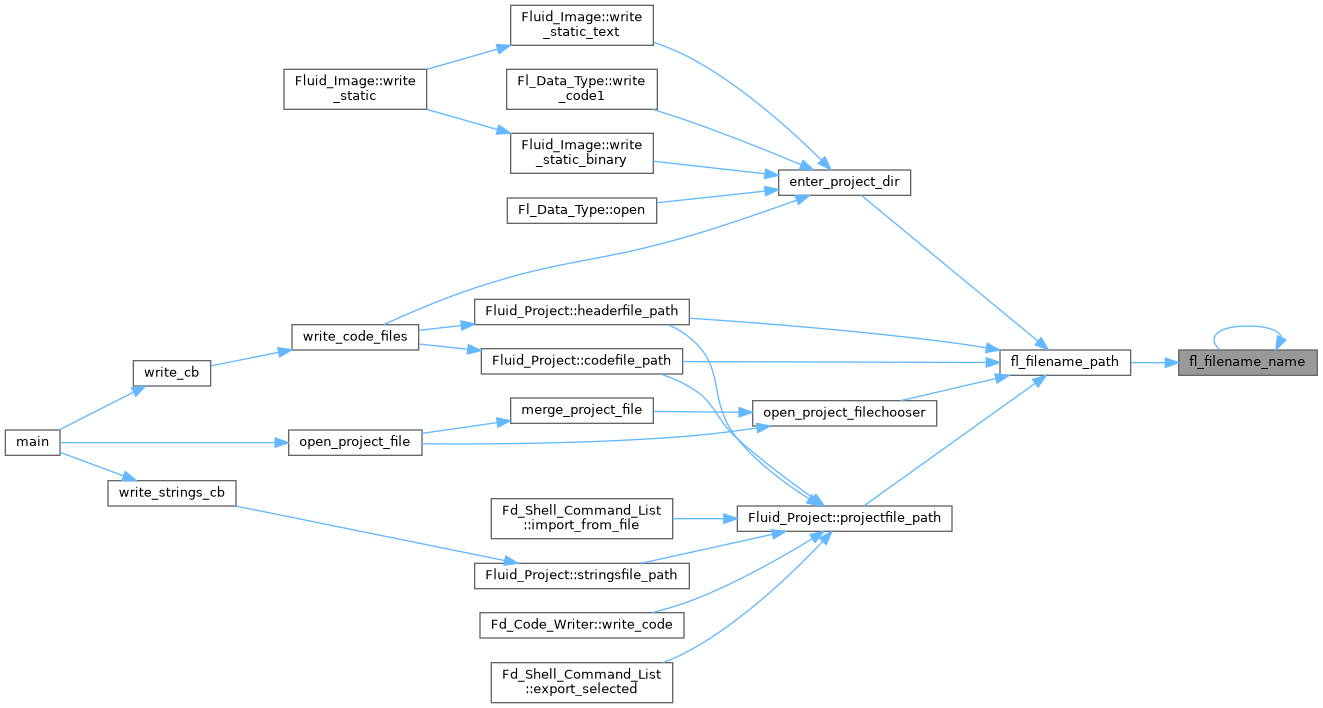 Fluid_Image::write
_static_text
Fluid_Image::write
_static
Fl_Data_Type::write
_code1
Fluid_Image::write
_static_binary
enter_project_dir
Fl_Data_Type::open
Fluid_Project::headerfile_path
write_code_files
Fluid_Project::codefile_path
fl_filename_path
fl_filename_name
write_cb
merge_project_file
open_project_filechooser
main
open_project_file
write_strings_cb
Fd_Shell_Command_List
::import_from_file
Fluid_Project::projectfile_path
Fluid_Project::stringsfile_path
Fd_Code_Writer::write_code
Fd_Shell_Command_List
::export_selected